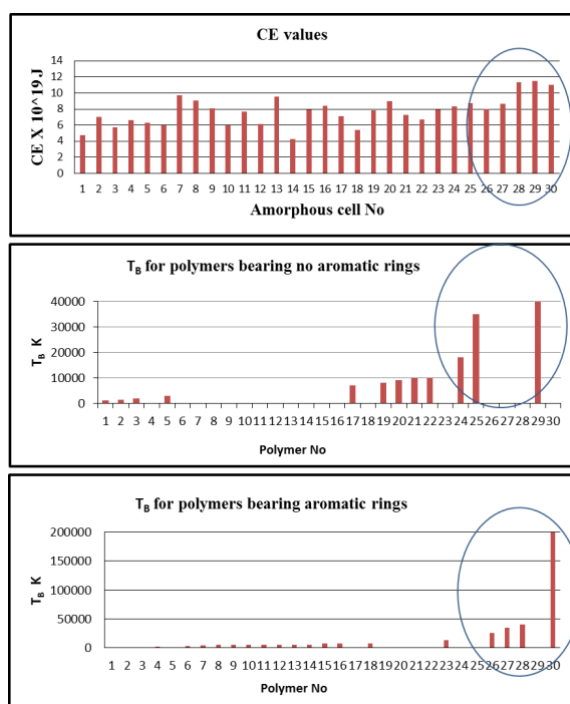 CE values
CE X 10^19 J
14
12
10
8
6
4
2
0
1 2 3 4 5 6 7 8 9 10 11 12 13 14 15 16 17 18 19 20 21 22 23 24 25 26 27 28 29 30
Amorphous cell No
TB for polymers bearing no aromatic rings
TB K
40000
30000
20000
10000
0
1 2 3 4 5 6 7 8 9 10 11 12 13 14 15 16 17 18 19 20 21 22 23 24 25 26 27 28 29 30
Polymer No
TB for polymers bearing aromatic rings
TB K
200000
150000
100000
50000
0
1 2 3 4 5 6 7 8 9 10 11 12 13 14 15 16 17 18 19 20 21 22 23 24 25 26 27 28 29 30
Polymer No